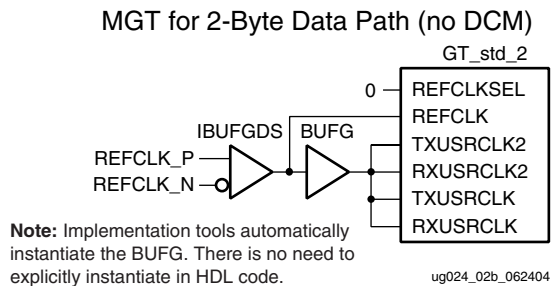 MGT for 2-Byte Data Path (no DCM)
GT_std_2
0
REFCLKSEL
REFCLK
IBUFGDS
BUFG
TXUSRCLK2
REFCLK_P
RXUSRCLK2
REFCLK_N
TXUSRCLK
RXUSRCLK
Note: Implementation tools automatically
instantiate the BUFG. There is no need to
explicitly instantiate in HDL code.
ug024_02b_062404